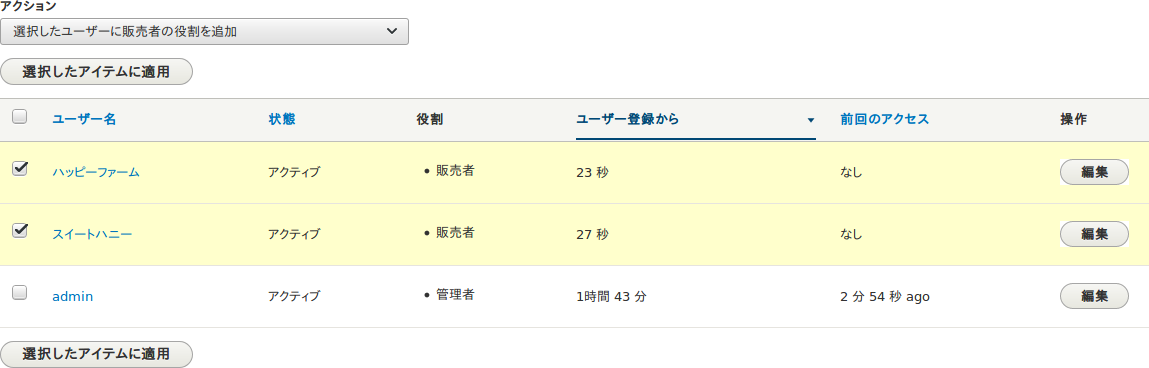 アクション
選択したユーザーに販売者の役割を追加
選択したアイテムに適用
ユーザー名 状態 役割 ユーザー登録から 前回のアクセス 操作
ハッピーファーム アクティブ • 販売者 23 秒 なし 編集
スイートハニー アクティブ • 販売者 27 秒 なし 編集
admin アクティブ • 管理者 1時間 43 分 2 分 54 秒 ago 編集
選択したアイテムに適用